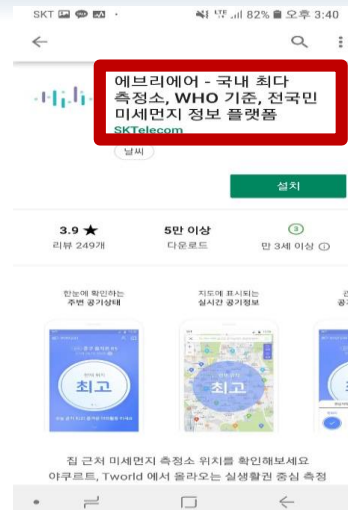 SKT LTE 82% 오후 3:40
에브리에어 - 국내 최다
측정소, WHO 기준, 전국민
미세먼지 정보 플랫폼
SKTelecom
날씨
설치
3.9 ★ 5만 이상 3
리뷰 249개 다운로드 만 3세 이상
한눈에 확인하는 지도에 표시되는
주변 공기상태 실시간 공기정보
최고 최고
집 근처 미세먼지 측정소 위치를 확인해보세요
야쿠르트, Tworld 에서 올라오는 실생활권 중심 측정